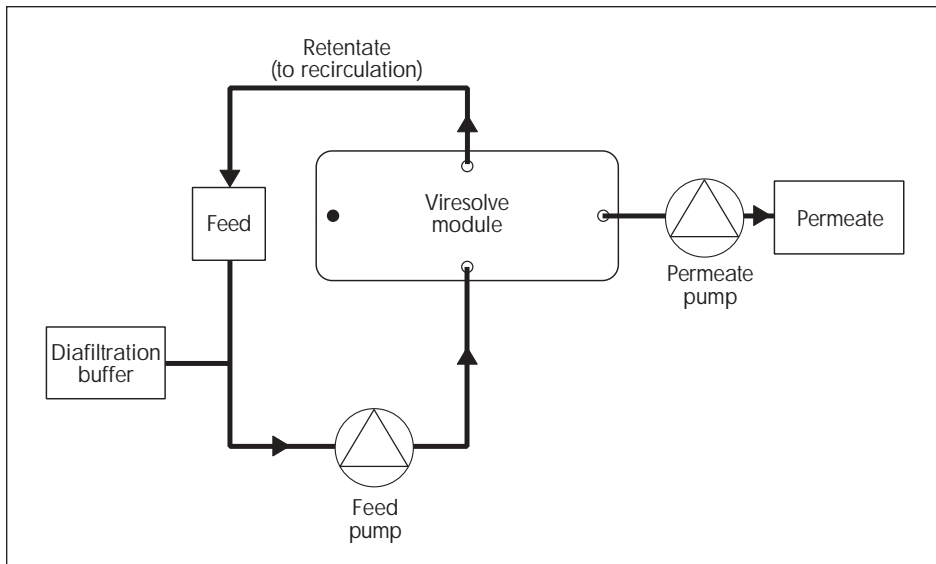 Retentate
(to recirculation)
Viresolve
module
Feed
Permeate
Permeate
pump
Diafiltration
buffer
Feed
pump